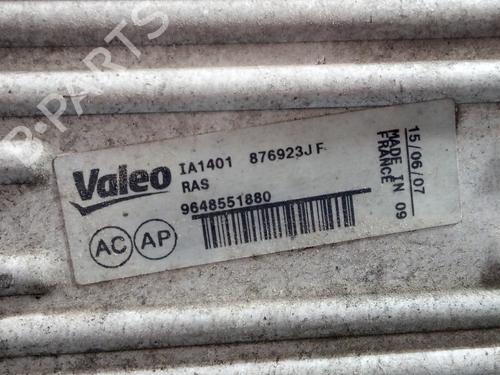 B-PARTS
Valeo
IA1401 876923J F
RAS
9648551880
AC AP
15/06/07
MADE IN 09
FRANCE